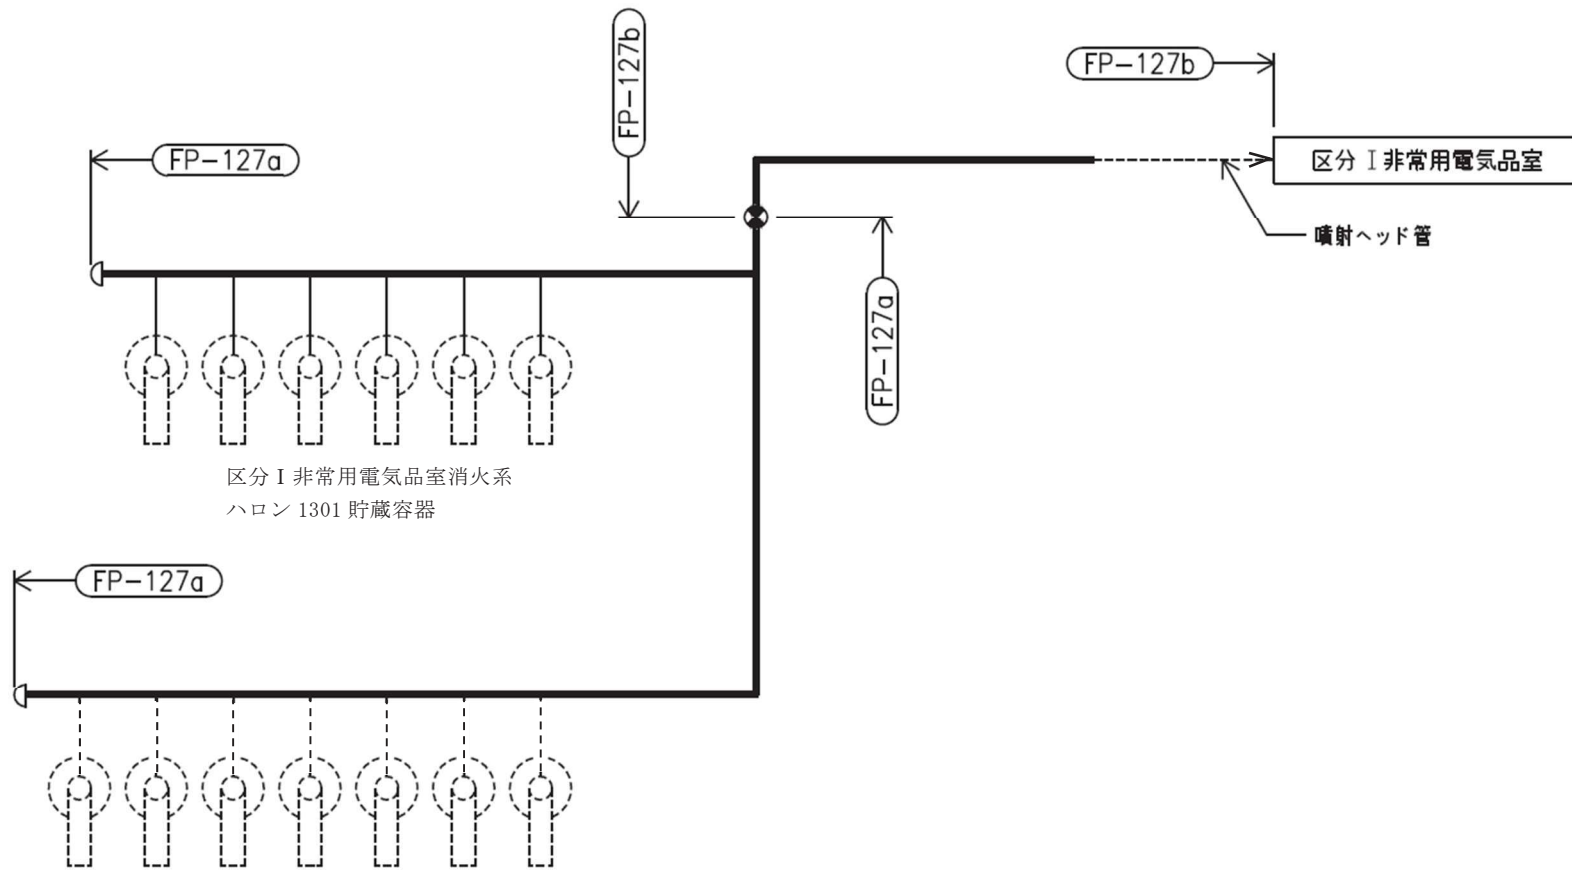 FP-127b
FP-127b
FP-127a
区分 I 非常用電気品室
噴射ヘッド管
FP-127a
区分 I 非常用電気品室消火系
ハロン 1301 貯蔵容器
FP-127a